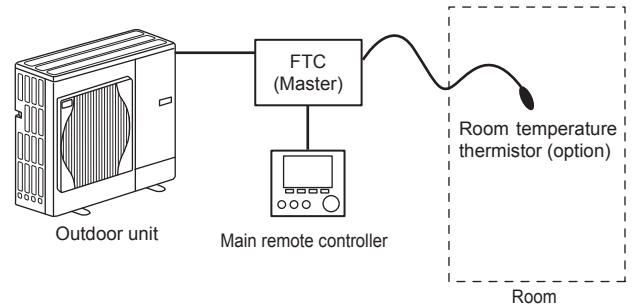 FTC
(Master)
Room temperature
thermistor (option)
Outdoor unit
Main remote controller
Room